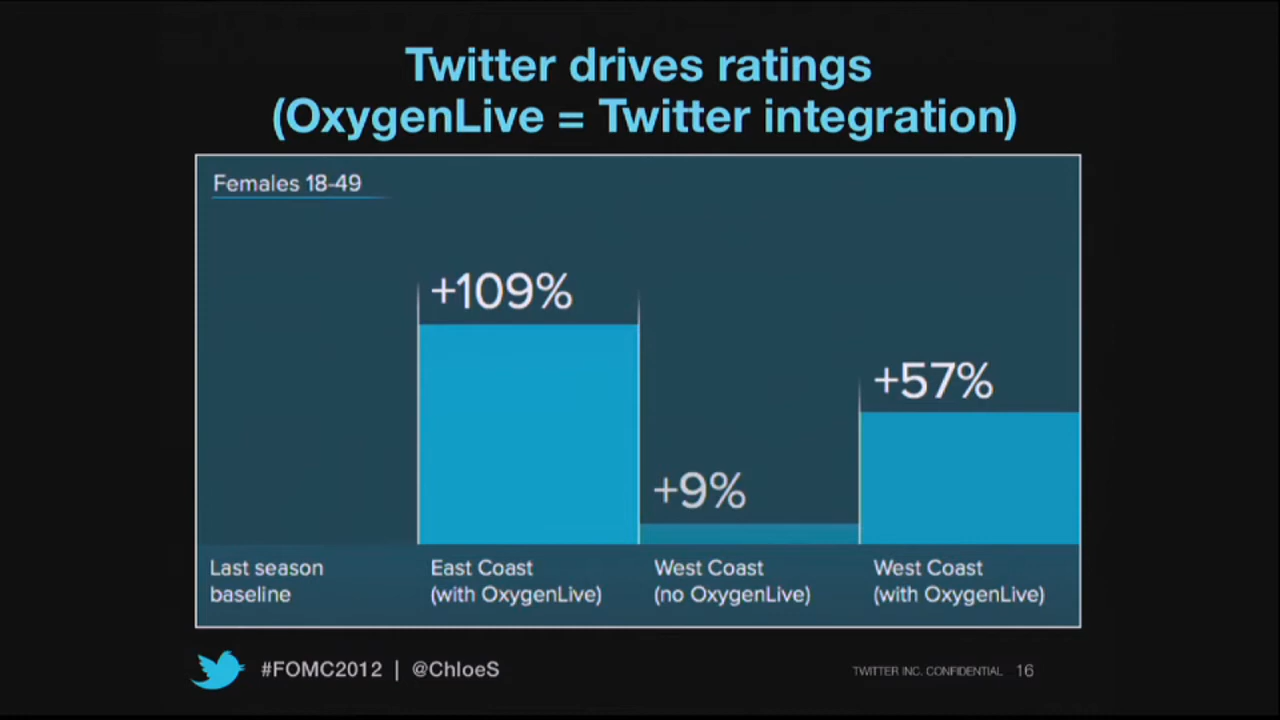 Twitter drives ratings
(OxygenLive = Twitter integration)
Females 18-49
+109%
+9%
+57%
Last season
baseline
East Coast
(with OxygenLive)
West Coast
(no OxygenLive)
West Coast
(with OxygenLive)
#FOMC2012 | @ChloeS
TWITTER INC. CONFIDENTIAL 16